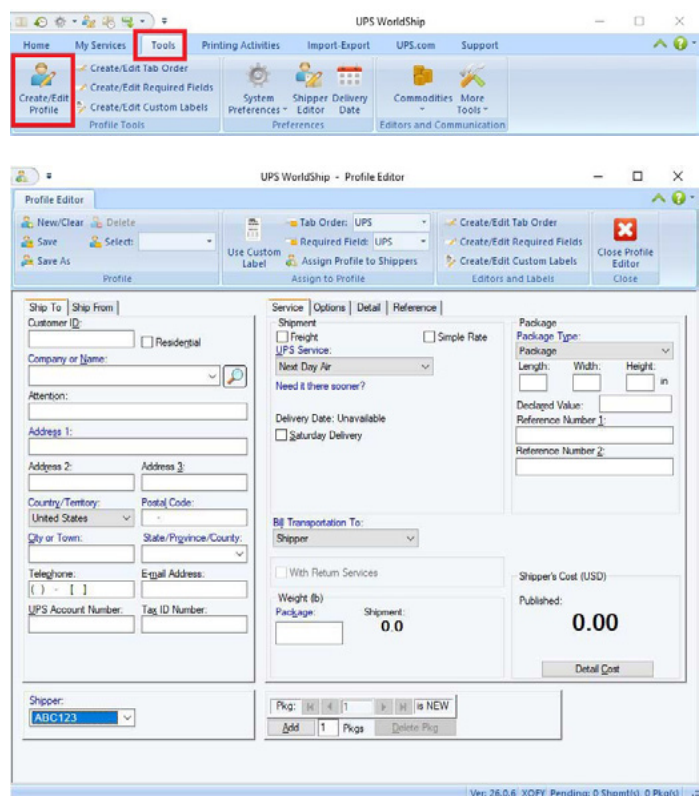 UPS WorldShip
Home My Services Tools Printing Activities Import-Export UPS.com Support
Create/Edit Profile
Create/Edit Tab Order
Create/Edit Required Fields
Create/Edit Custom Labels
Profile Tools
System Preferences
Shipper Editor
Delivery Date
Preferences
Commodities
More Tools
Editors and Communication
UPS WorldShip - Profile Editor
Profile Editor
New/Clear Delete
Save Select:
Save As
Profile
Use Custom Label
Tab Order: UPS
Required Field: UPS
Assign Profile to Shippers
Assign to Profile
Create/Edit Tab Order
Create/Edit Required Fields
Create/Edit Custom Labels
Editors and Labels
Close Profile Editor
Close
Ship To Ship From
Customer ID:
Residential
Company or Name:
Attention:
Address 1:
Address 2: Address 3:
Country/Territory: Postal Code:
United States -
City or Town: State/Province/County:
Telephone: E-mail Address:
( ) - [ ]
UPS Account Number: Tax ID Number:
Shipper:
ABC123
Service Options Detail Reference
Shipment
Freight Simple Rate
UPS Service:
Next Day Air
Need it there sooner?
Delivery Date: Unavailable
Saturday Delivery
Bill Transportation To:
Shipper
With Return Services
Weight (lb)
Package: Shipment:
0.0
Package
Package Type:
Package
Length: Width: Height:
in
Declared Value:
Reference Number 1:
Reference Number 2:
Shipper's Cost (USD)
Published:
0.00
Detail Cost
Pkg: 1 is NEW
Add 1 Pkgs Delete Pkg
Ver: 26.0.6 XOFY Pending: 0 Shpmt(s), 0 Pkg(s)